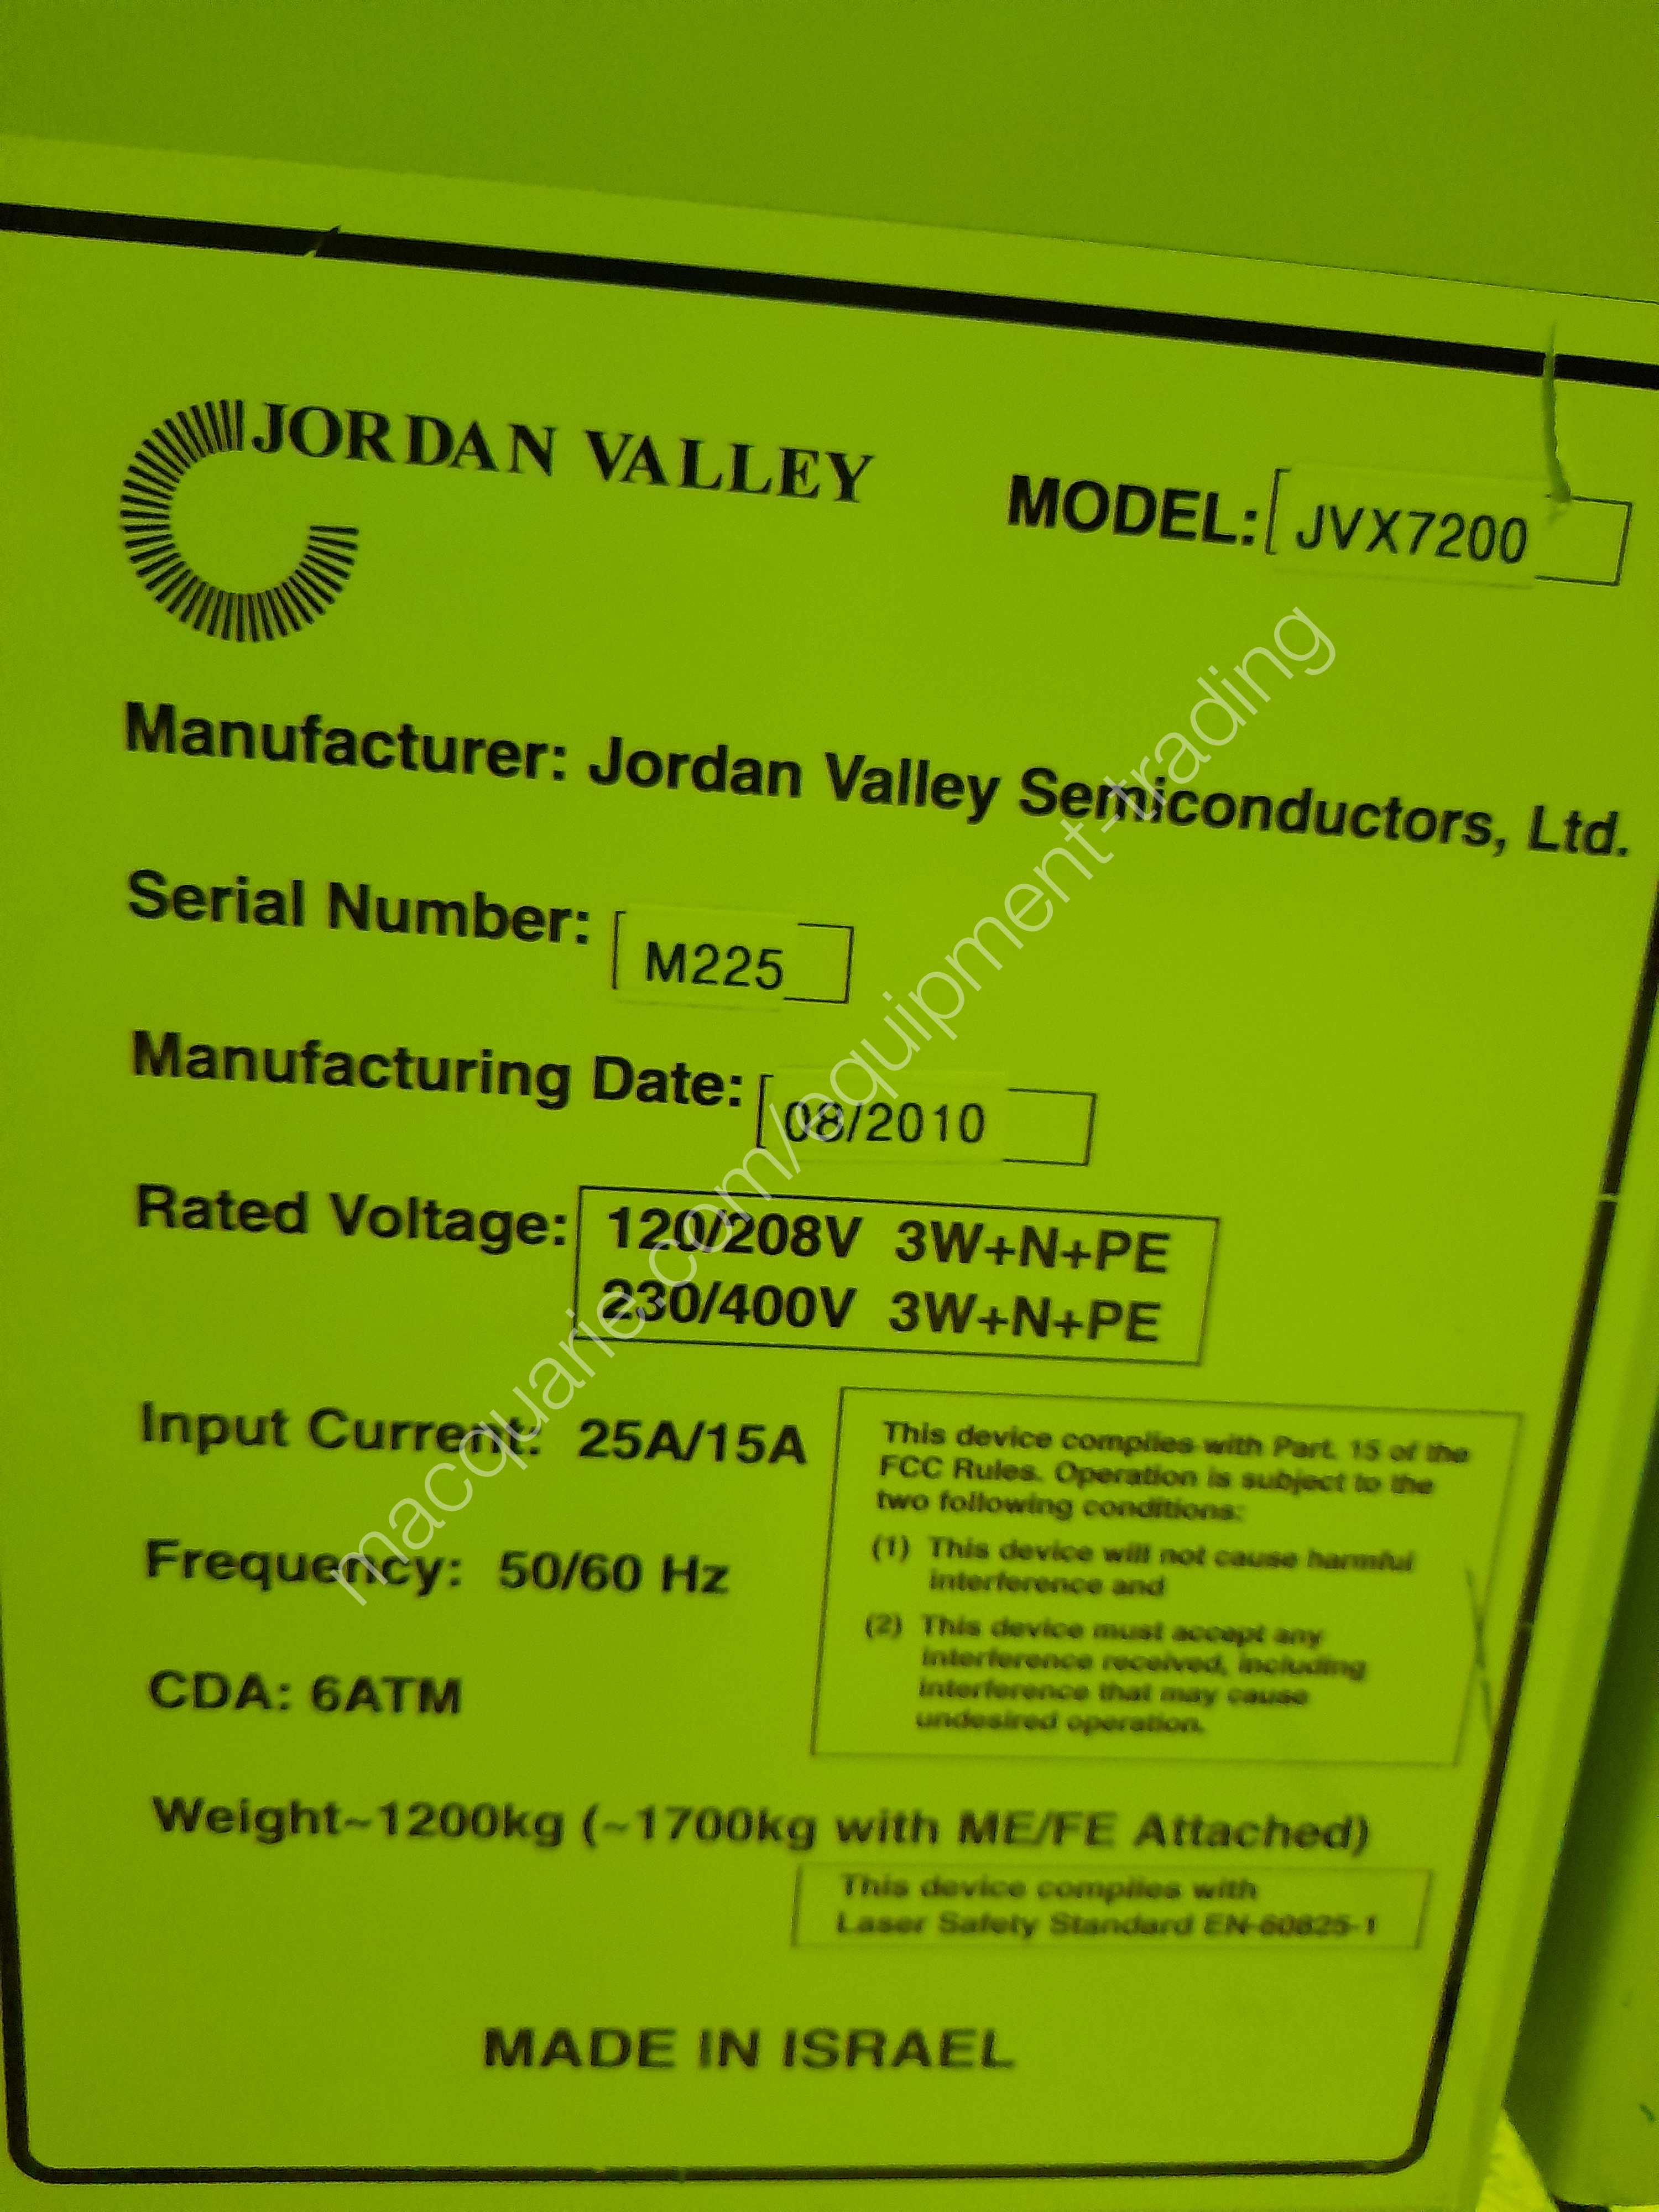 JORDAN VALLEY
MODEL: JVX7200
Manufacturer: Jordan Valley Semiconductors, Ltd.
Serial Number: M225
Manufacturing Date: 08/2010
Rated Voltage: 120/208V 3W+N+PE
230/400V 3W+N+PE
Input Current: 25A/15A
Frequency: 50/60 Hz
CDA: 6ATM
This device complies with Part. 15 of the
FCC Rules. Operation is subject to the
two following conditions:
(1) This device will not cause harmful
interference and
(2) This device must accept any
interference received, including
interference that may cause
undesired operation.
Weight~1200kg (~1700kg with ME/FE Attached)
This device complies with
Laser Safety Standard EN-60825-1
MADE IN ISRAEL
macquarie.com/equipment-trading